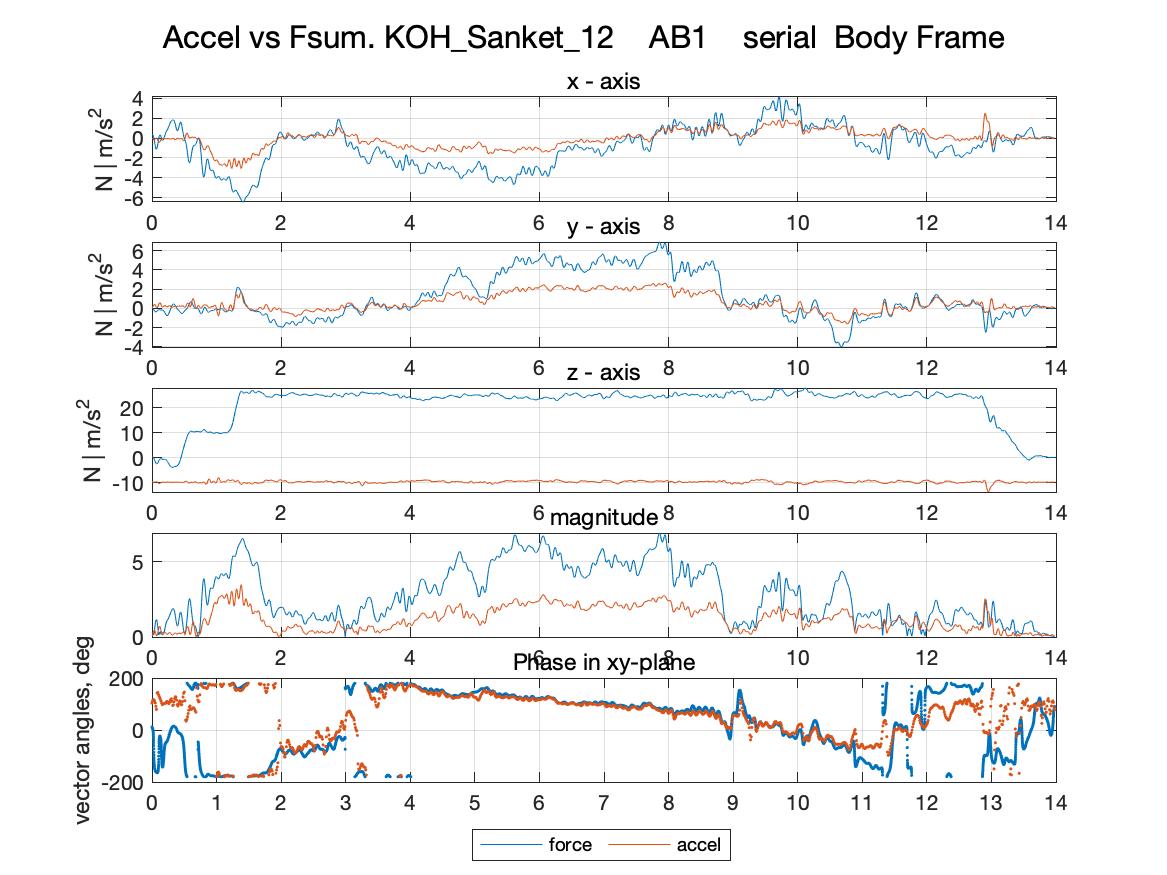 Accel vs Fsum. KOH_Sanket_12 AB1 serial Body Frame
x - axis
N | m/s2
4
2
0
-2
-4
-6
0 2 4 6 8 10 12 14
y - axis
N | m/s2
6
4
2
0
-2
-4
0 2 4 6 8 10 12 14
z - axis
N | m/s2
20
10
0
-10
0 2 4 6 8 10 12 14
magnitude
5
0
0 2 4 6 8 10 12 14
Phase in xy-plane
vector angles, deg
200
0
-200
0 1 2 3 4 5 6 7 8 9 10 11 12 13 14
force accel